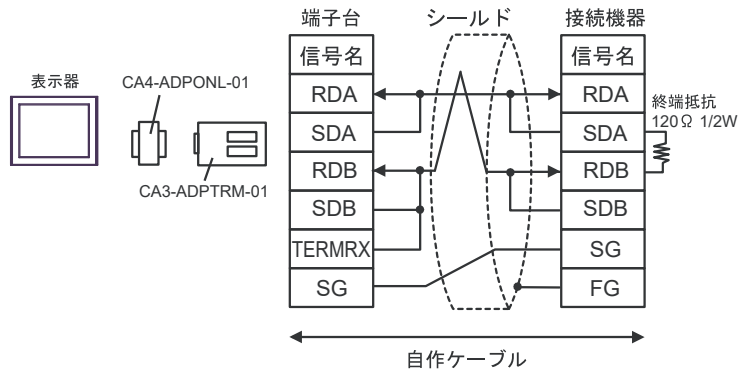 端子台
シールド
接続機器
信号名
信号名
表示器
CA4-ADPONL-01
CA3-ADPTRM-01
RDA
SDA
RDB
SDB
TERMRX
SG
RDA
SDA
RDB
SDB
SG
FG
終端抵抗
120Ω 1/2W
自作ケーブル